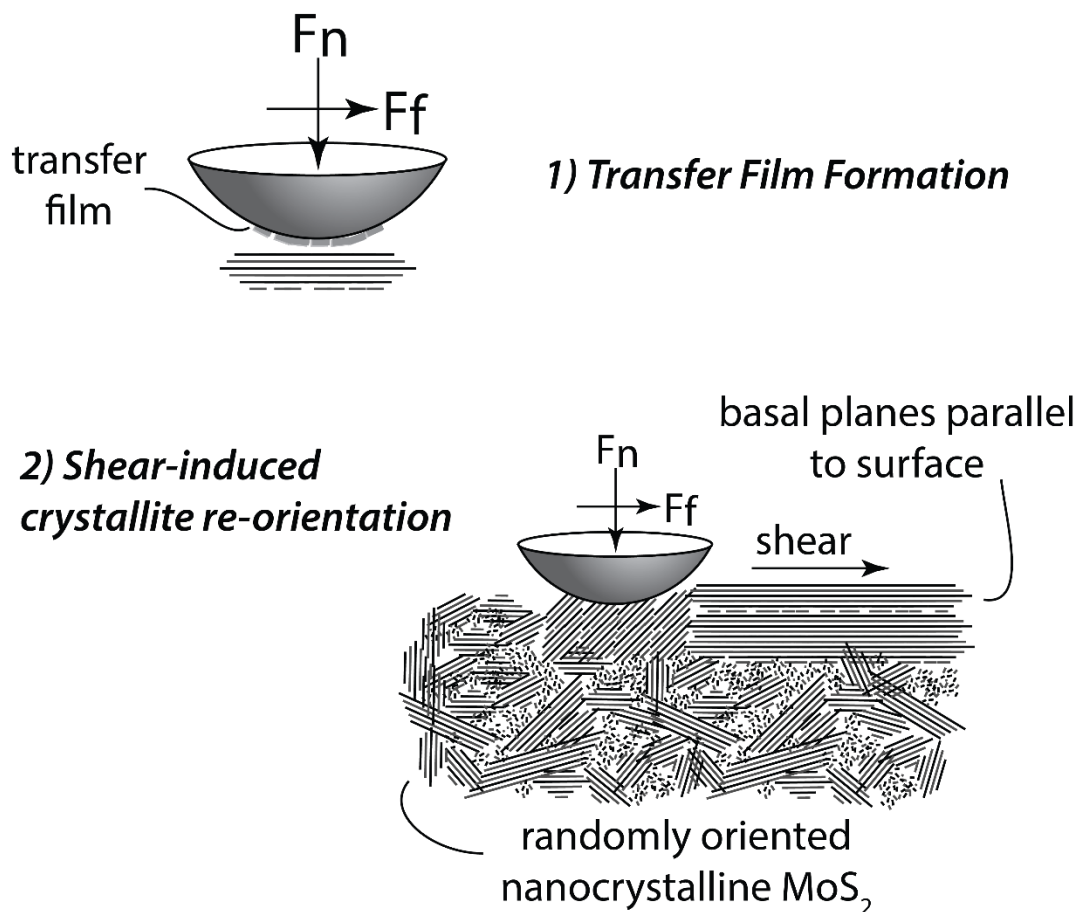 Fn
Ff
transfer
film
1) Transfer Film Formation
basal planes parallel
to surface
2) Shear-induced
crystallite re-orientation
Fn
Ff
shear
randomly oriented
nanocrystalline MoS₂